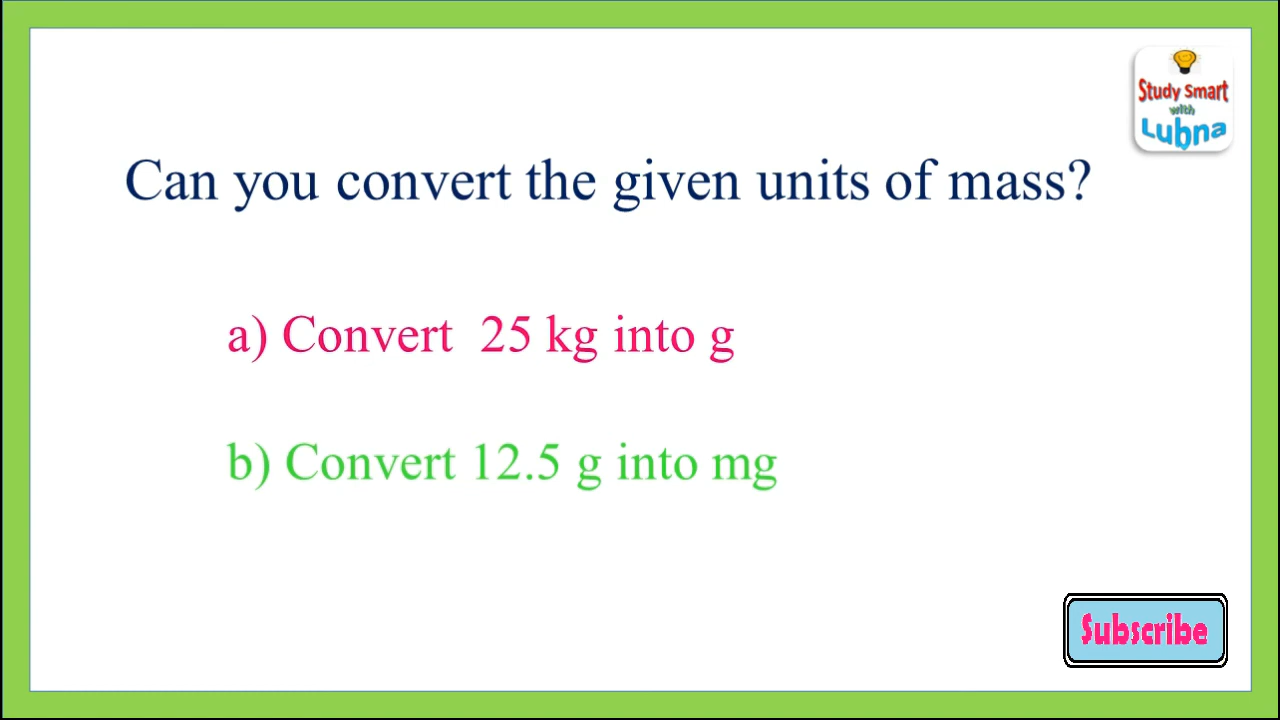 Study Smart
with
Lubna
Can you convert the given units of mass?
a) Convert 25 kg into g
b) Convert 12.5 g into mg
Subscribe